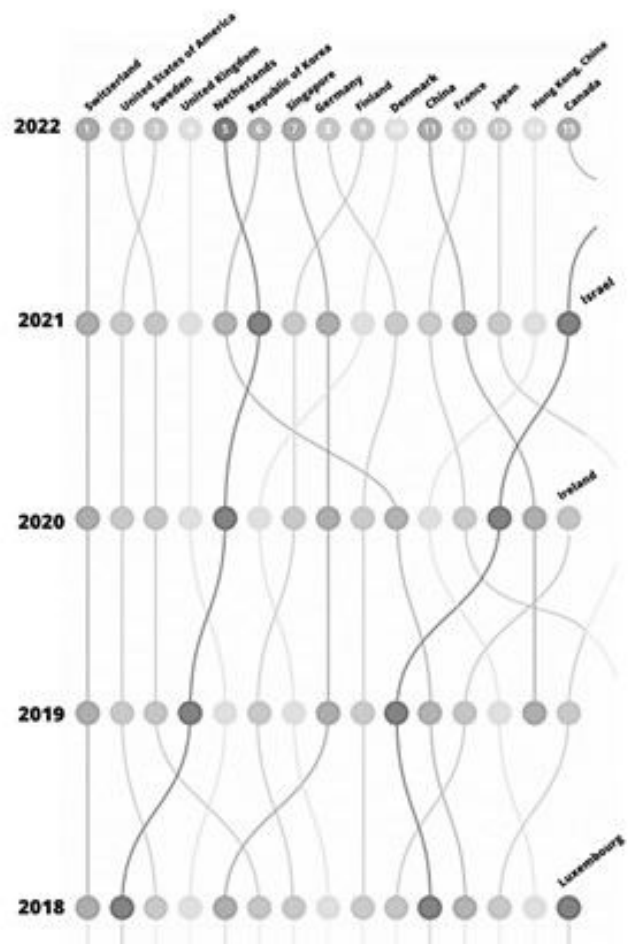 Switzerland
United States of America
Sweden
United Kingdom
Netherlands
Republic of Korea
Singapore
Germany
Finland
Denmark
China
France
Japan
Hong Kong, China
Canada
2022
1 2 3 4 5 6 7 8 9 10 11 12 13 14 15
2021
Israel
2020
Ireland
2019
2018
Luxembourg